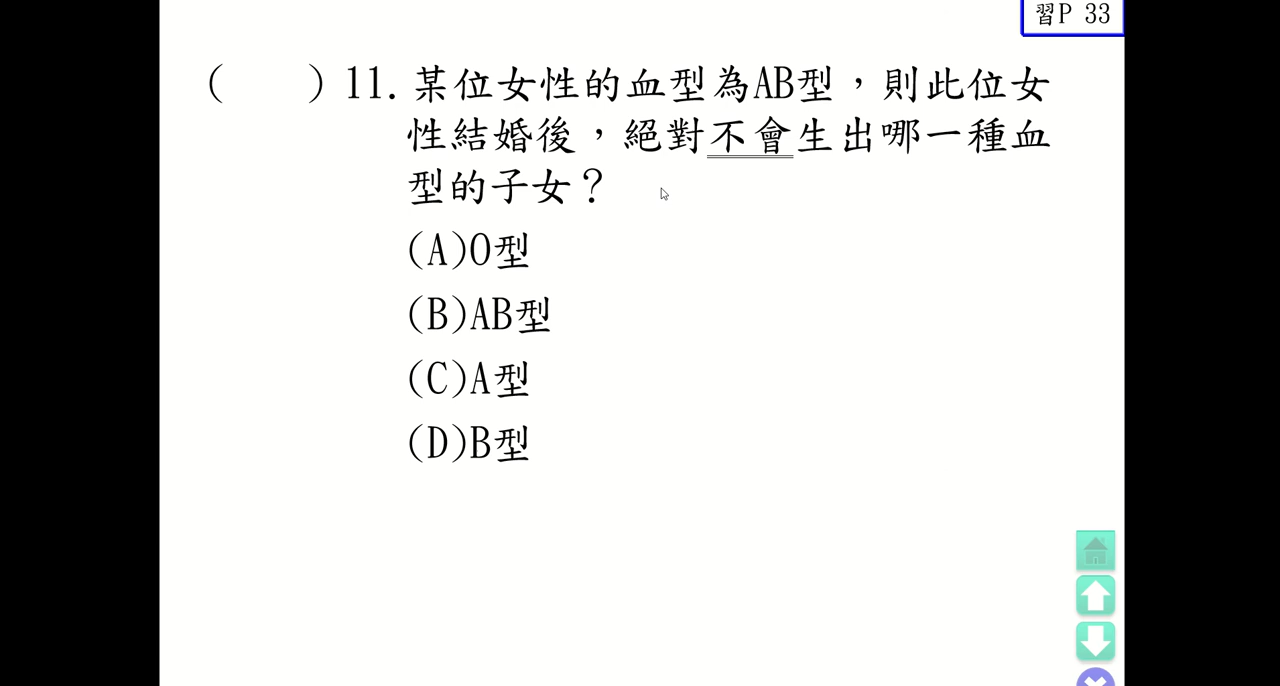 習P 33
(　　)11.某位女性的血型為AB型，則此位女
性結婚後，絕對不會生出哪一種血
型的子女？
(A)O型
(B)AB型
(C)A型
(D)B型